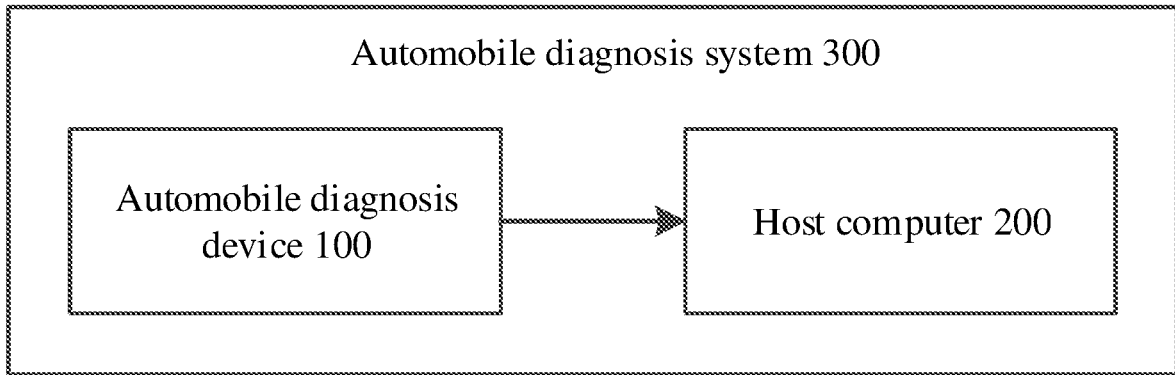 Automobile diagnosis system 300
Automobile diagnosis
device 100
Host computer 200